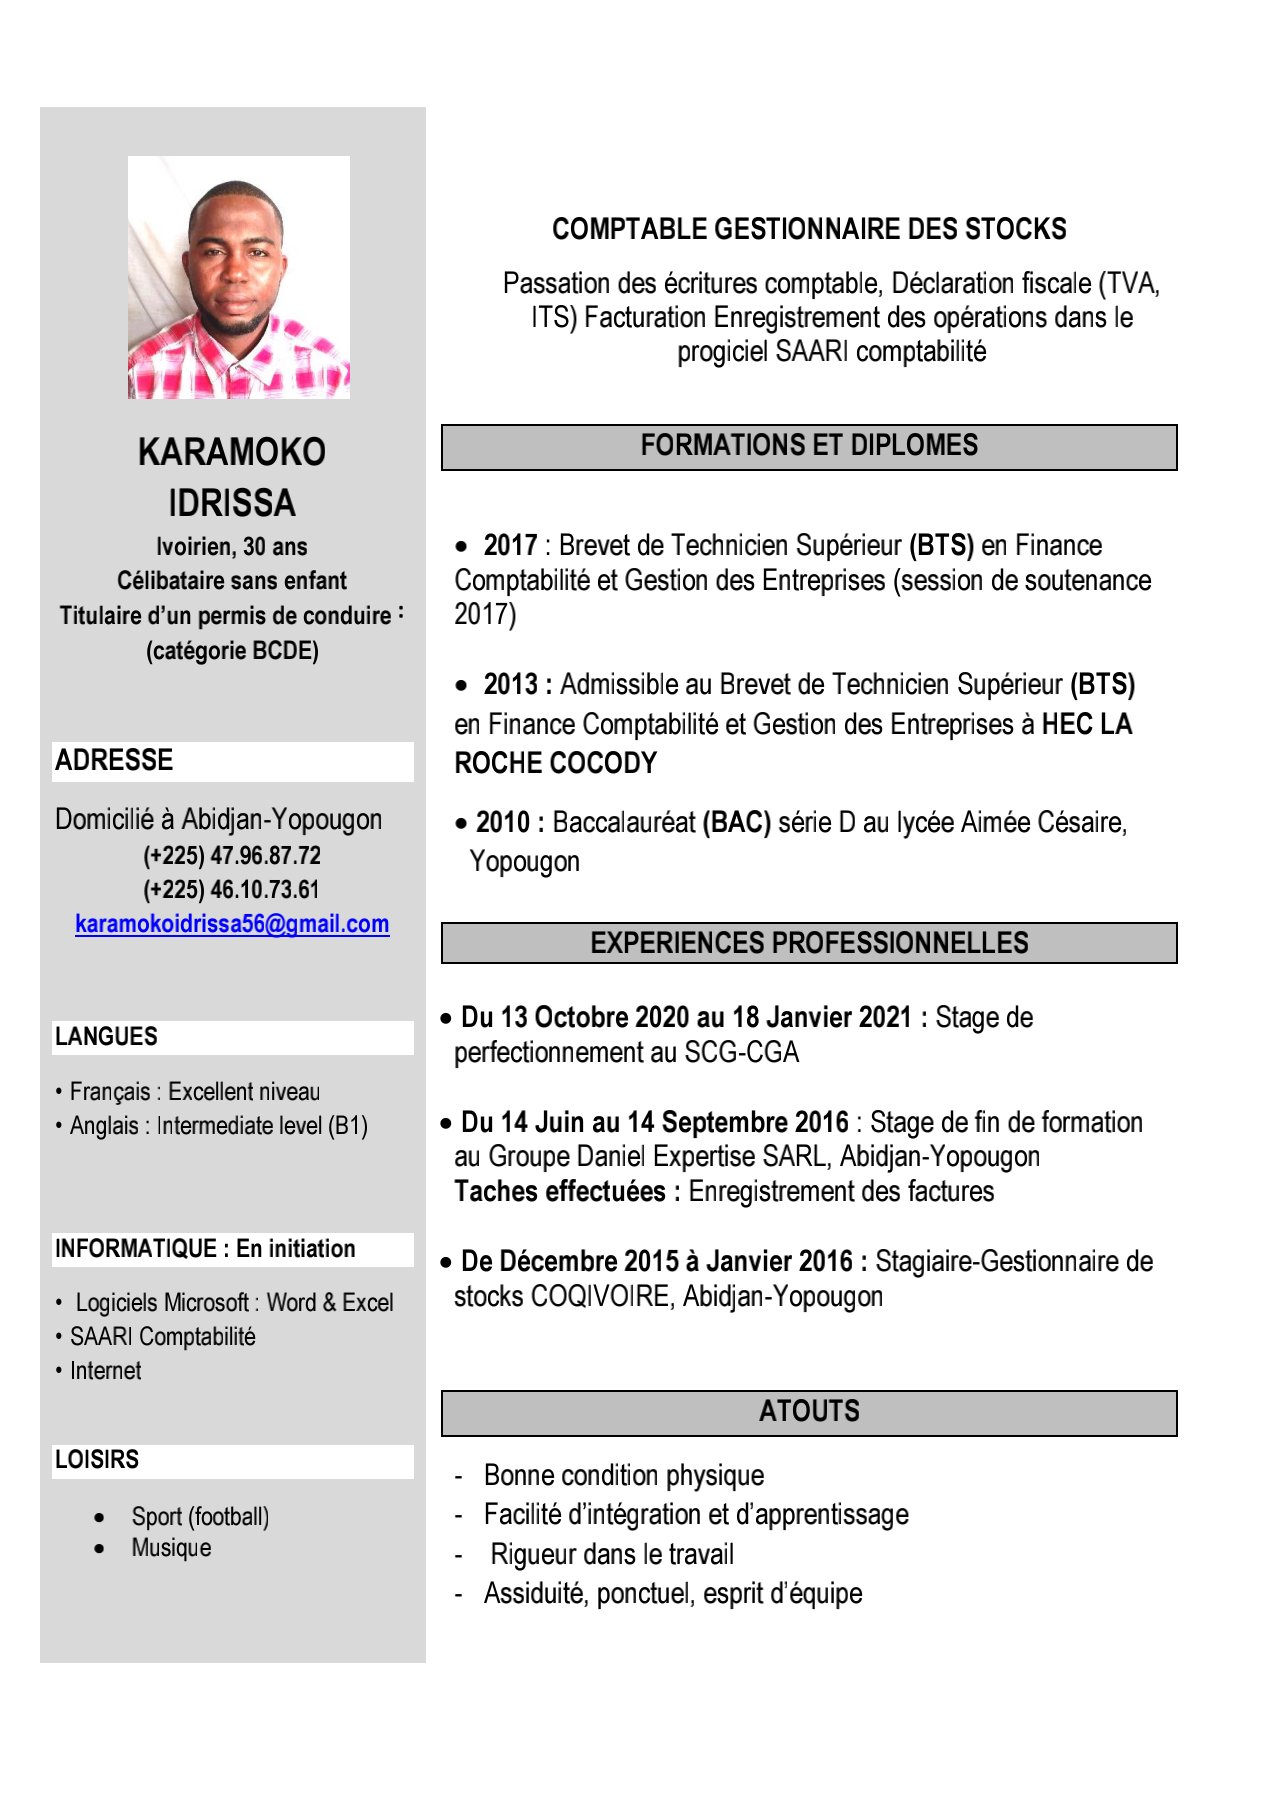 KARAMOKO
IDRISSA
Ivoirien, 30 ans
Célibataire sans enfant
Titulaire d’un permis de conduire :
(catégorie BCDE)
ADRESSE
Domicilié à Abidjan-Yopougon
(+225) 47.96.87.72
(+225) 46.10.73.61
karamokoidrissa56@gmail.com
LANGUES
• Français : Excellent niveau
• Anglais : Intermediate level (B1)
INFORMATIQUE : En initiation
• Logiciels Microsoft : Word & Excel
• SAARI Comptabilité
• Internet
LOISIRS
• Sport (football)
• Musique
COMPTABLE GESTIONNAIRE DES STOCKS
Passation des écritures comptable, Déclaration fiscale (TVA,
ITS) Facturation Enregistrement des opérations dans le
progiciel SAARI comptabilité
FORMATIONS ET DIPLOMES
• 2017 : Brevet de Technicien Supérieur (BTS) en Finance
Comptabilité et Gestion des Entreprises (session de soutenance
2017)
• 2013 : Admissible au Brevet de Technicien Supérieur (BTS)
en Finance Comptabilité et Gestion des Entreprises à HEC LA
ROCHE COCODY
• 2010 : Baccalauréat (BAC) série D au lycée Aimée Césaire,
Yopougon
EXPERIENCES PROFESSIONNELLES
• Du 13 Octobre 2020 au 18 Janvier 2021 : Stage de
perfectionnement au SCG-CGA
• Du 14 Juin au 14 Septembre 2016 : Stage de fin de formation
au Groupe Daniel Expertise SARL, Abidjan-Yopougon
Taches effectuées : Enregistrement des factures
• De Décembre 2015 à Janvier 2016 : Stagiaire-Gestionnaire de
stocks COQIVOIRE, Abidjan-Yopougon
ATOUTS
- Bonne condition physique
- Facilité d’intégration et d’apprentissage
- Rigueur dans le travail
- Assiduité, ponctuel, esprit d’équipe